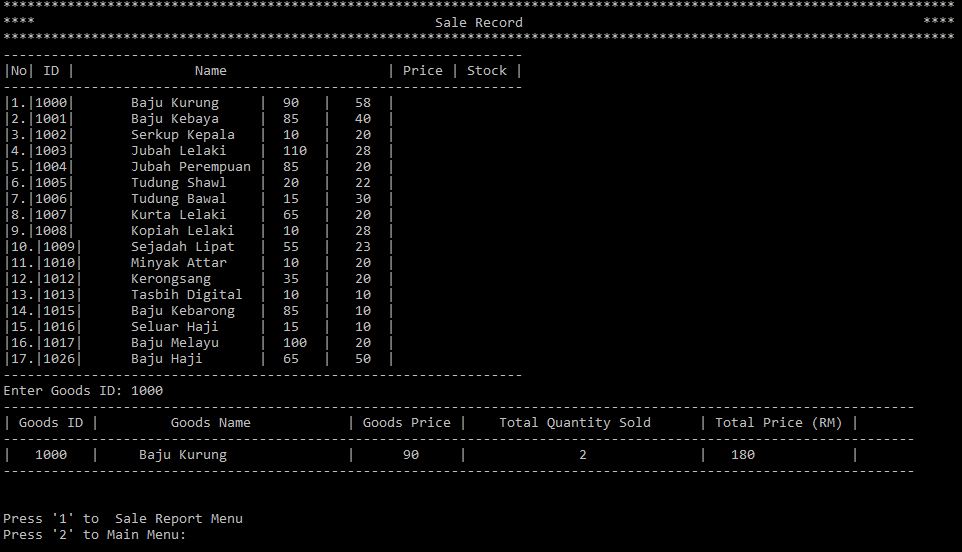 ***********************************************************************************************************************
****                                                  Sale Record                                                  ****
***********************************************************************************************************************
-----------------------------------------------------------------
|No| ID |               Name                    | Price | Stock |
-----------------------------------------------------------------
|1.|1000|       Baju Kurung     |  90   |   58  |
|2.|1001|       Baju Kebaya     |  85   |   40  |
|3.|1002|       Serkup Kepala   |  10   |   20  |
|4.|1003|       Jubah Lelaki    |  110  |   28  |
|5.|1004|       Jubah Perempuan |  85   |   20  |
|6.|1005|       Tudung Shawl    |  20   |   22  |
|7.|1006|       Tudung Bawal    |  15   |   30  |
|8.|1007|       Kurta Lelaki    |  65   |   20  |
|9.|1008|       Kopiah Lelaki   |  10   |   28  |
|10.|1009|      Sejadah Lipat   |  55   |   23  |
|11.|1010|      Minyak Attar    |  10   |   20  |
|12.|1012|      Kerongsang      |  35   |   20  |
|13.|1013|      Tasbih Digital  |  10   |   10  |
|14.|1015|      Baju Kebarong   |  85   |   10  |
|15.|1016|      Seluar Haji     |  15   |   10  |
|16.|1017|      Baju Melayu     |  100  |   20  |
|17.|1026|      Baju Haji       |  65   |   50  |
-----------------------------------------------------------------
Enter Goods ID: 1000
------------------------------------------------------------------------------------------------------------------
| Goods ID |         Goods Name            | Goods Price |    Total Quantity Sold      | Total Price (RM) |
------------------------------------------------------------------------------------------------------------------
|   1000   |     Baju Kurung               |      90     |              2              |   180            |
------------------------------------------------------------------------------------------------------------------
Press '1' to  Sale Report Menu
Press '2' to Main Menu: